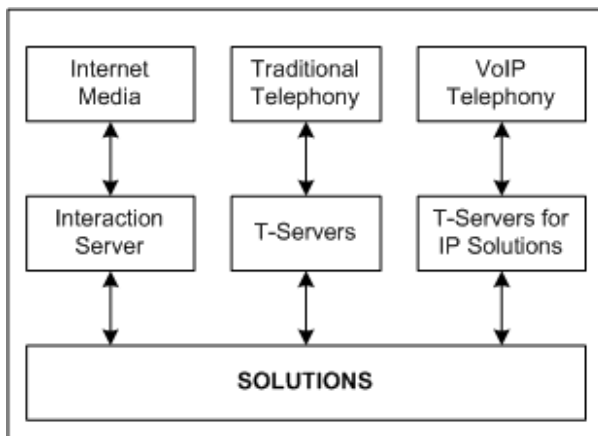 Internet
Media
Traditional
Telephony
VoIP
Telephony
Interaction
Server
T-Servers
T-Servers for
IP Solutions
SOLUTIONS